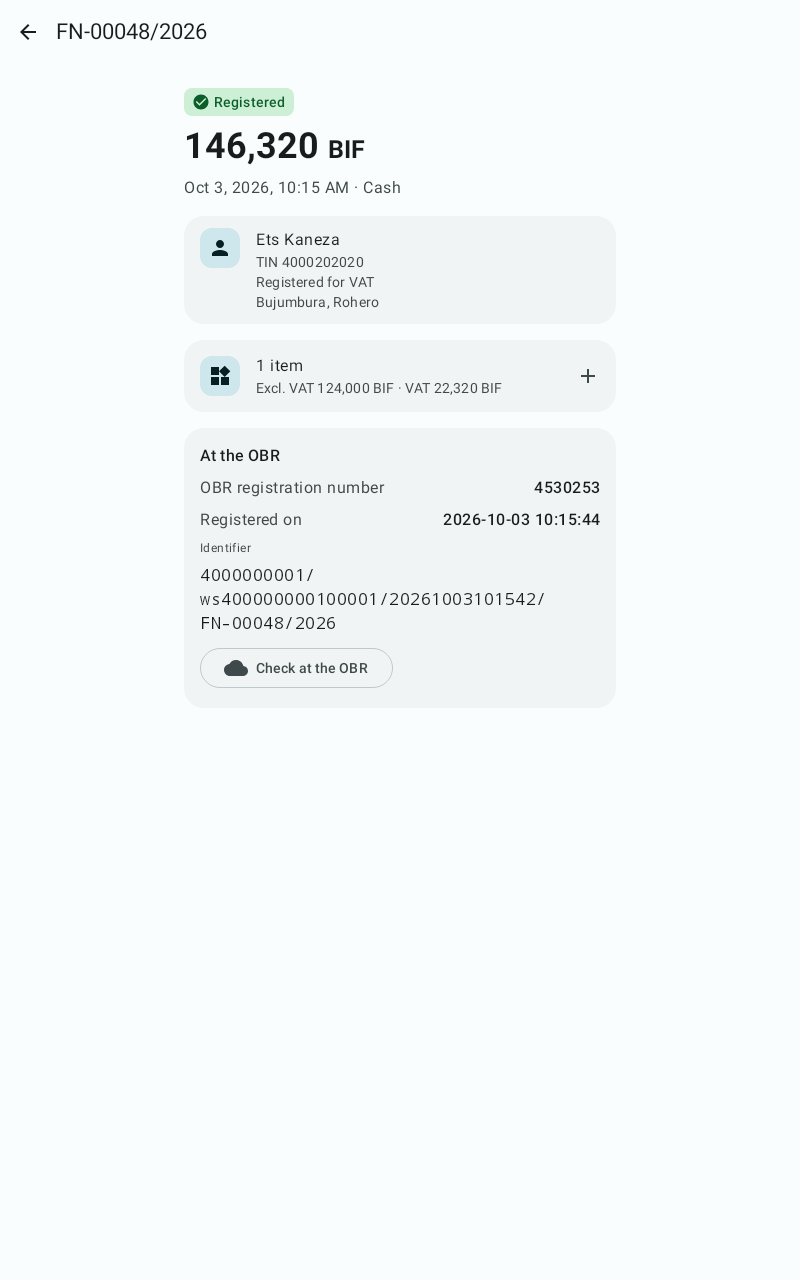 FN-00048/2026
Registered
146,320 BIF
Oct 3, 2026, 10:15 AM · Cash
Ets Kaneza
TIN 4000202020
Registered for VAT
Bujumbura, Rohero
1 item
Excl. VAT 124,000 BIF · VAT 22,320 BIF
At the OBR
OBR registration number 4530253
Registered on 2026-10-03 10:15:44
Identifier
4000000001/
ws400000000100001/20261003101542/
FN-00048/2026
Check at the OBR